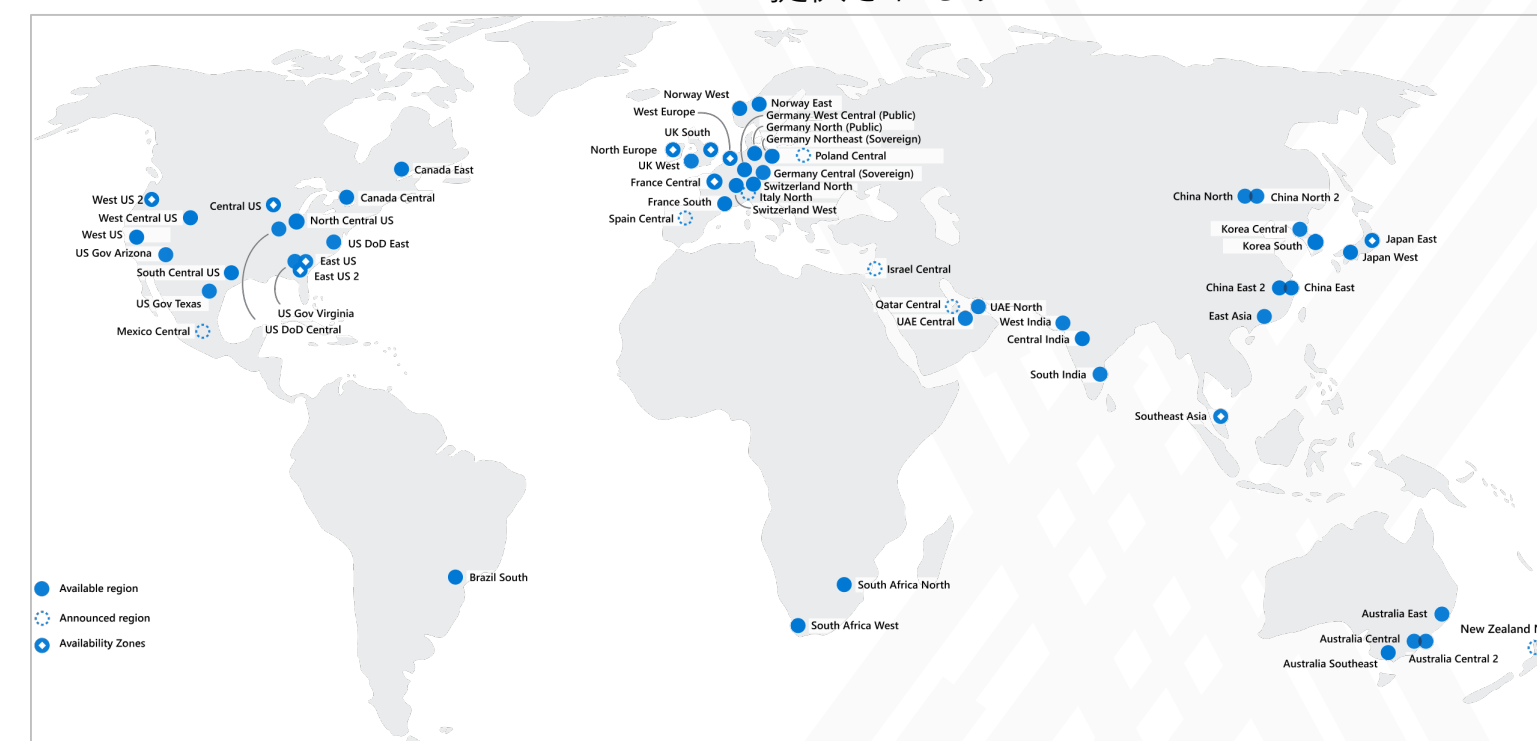 Norway West
Norway East
West Europe
Germany West Central (Public)
Germany North (Public)
UK South
Germany Northeast (Sovereign)
North Europe
Poland Central
UK West
Germany Central (Sovereign)
France Central
Switzerland North
Italy North
France South
Switzerland West
Spain Central
Canada East
Canada Central
West US 2
Central US
West Central US
North Central US
West US
US DoD East
US Gov Arizona
East US
South Central US
East US 2
US Gov Texas
US Gov Virginia
Mexico Central
US DoD Central
China North
China North 2
Korea Central
Korea South
Japan East
Japan West
Israel Central
China East 2
China East
Qatar Central
UAE North
UAE Central
West India
East Asia
Central India
South India
Southeast Asia
Brazil South
South Africa North
South Africa West
Available region
Announced region
Availability Zones
Australia East
New Zealand
Australia Central
Australia Central 2
Australia Southeast